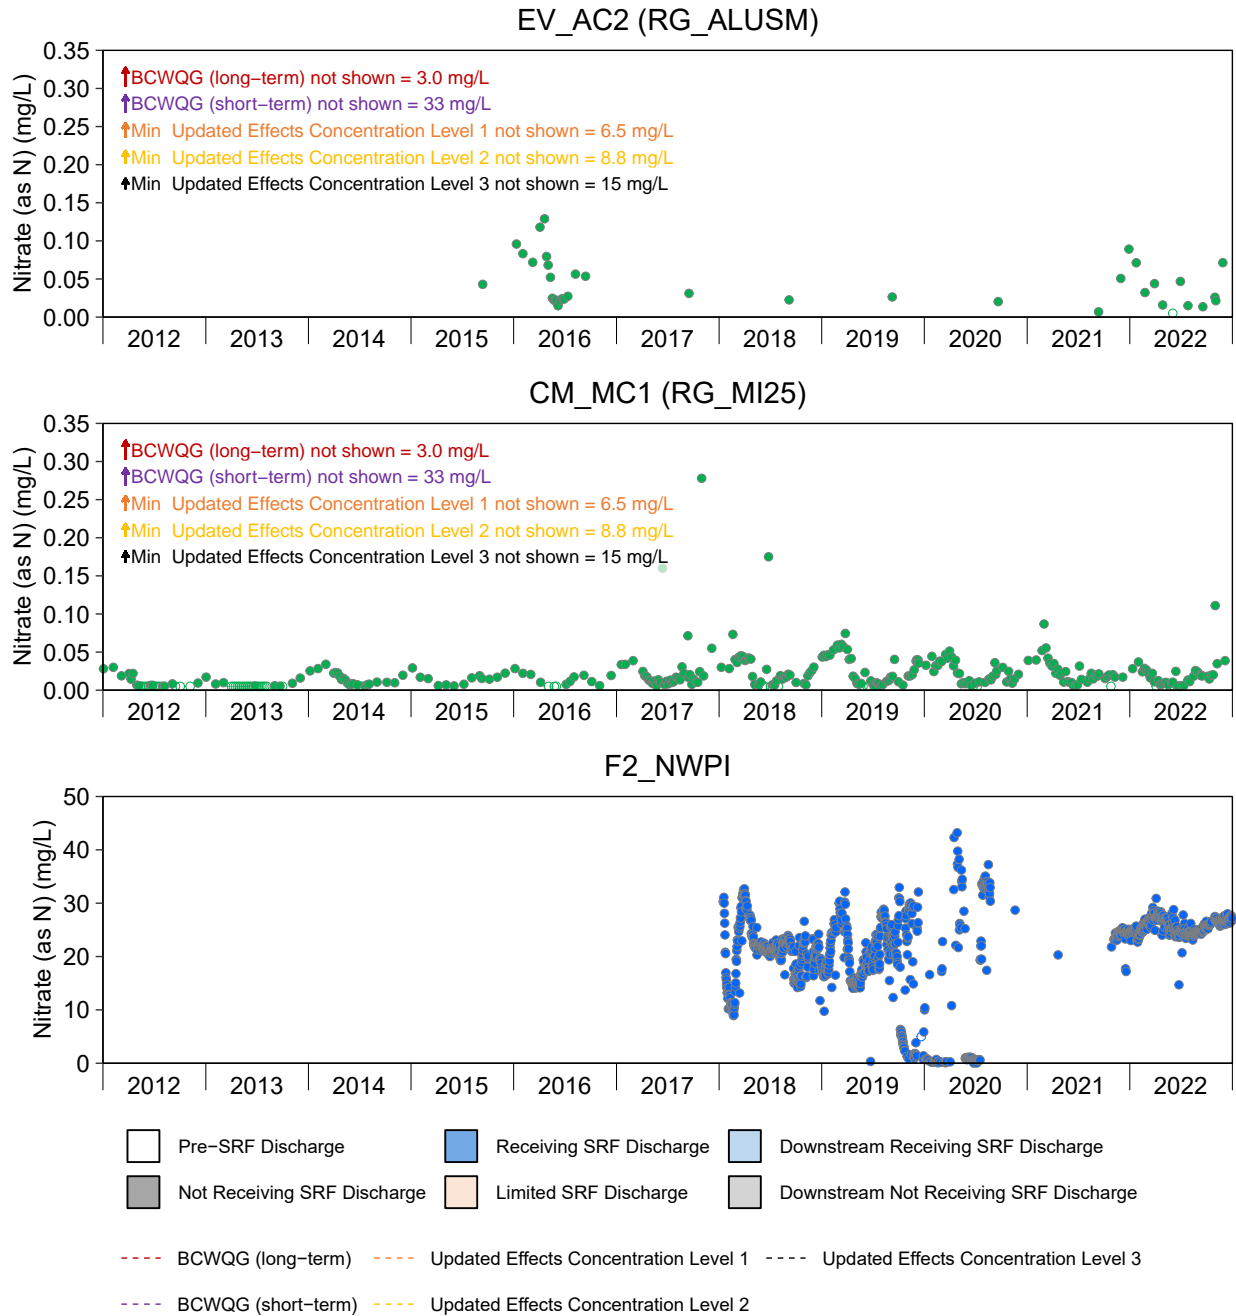 EV_AC2 (RG_ALUSM)
Nitrate (as N) (mg/L)
0.35
0.30
0.25
0.20
0.15
0.10
0.05
0.00
BCWQG (long−term) not shown = 3.0 mg/L
BCWQG (short−term) not shown = 33 mg/L
Min Updated Effects Concentration Level 1 not shown = 6.5 mg/L
Min Updated Effects Concentration Level 2 not shown = 8.8 mg/L
Min Updated Effects Concentration Level 3 not shown = 15 mg/L
2012 2013 2014 2015 2016 2017 2018 2019 2020 2021 2022
CM_MC1 (RG_MI25)
Nitrate (as N) (mg/L)
0.35
0.30
0.25
0.20
0.15
0.10
0.05
0.00
BCWQG (long−term) not shown = 3.0 mg/L
BCWQG (short−term) not shown = 33 mg/L
Min Updated Effects Concentration Level 1 not shown = 6.5 mg/L
Min Updated Effects Concentration Level 2 not shown = 8.8 mg/L
Min Updated Effects Concentration Level 3 not shown = 15 mg/L
2012 2013 2014 2015 2016 2017 2018 2019 2020 2021 2022
F2_NWPI
Nitrate (as N) (mg/L)
50
40
30
20
10
0
2012 2013 2014 2015 2016 2017 2018 2019 2020 2021 2022
Pre−SRF Discharge Receiving SRF Discharge Downstream Receiving SRF Discharge
Not Receiving SRF Discharge Limited SRF Discharge Downstream Not Receiving SRF Discharge
BCWQG (long−term) Updated Effects Concentration Level 1 Updated Effects Concentration Level 3
BCWQG (short−term) Updated Effects Concentration Level 2